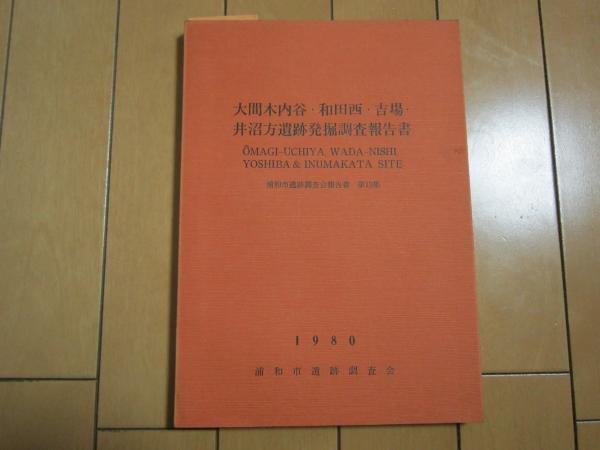 大間木内谷・和田西・吉場・
井沼方遺跡発掘調査報告書
ŌMAGI-UCHIYA, WADA-NISHI,
YOSHIBA & INUMAKATA SITE
浦和市遺跡調査会報告書 第13集
1980
浦和市遺跡調査会